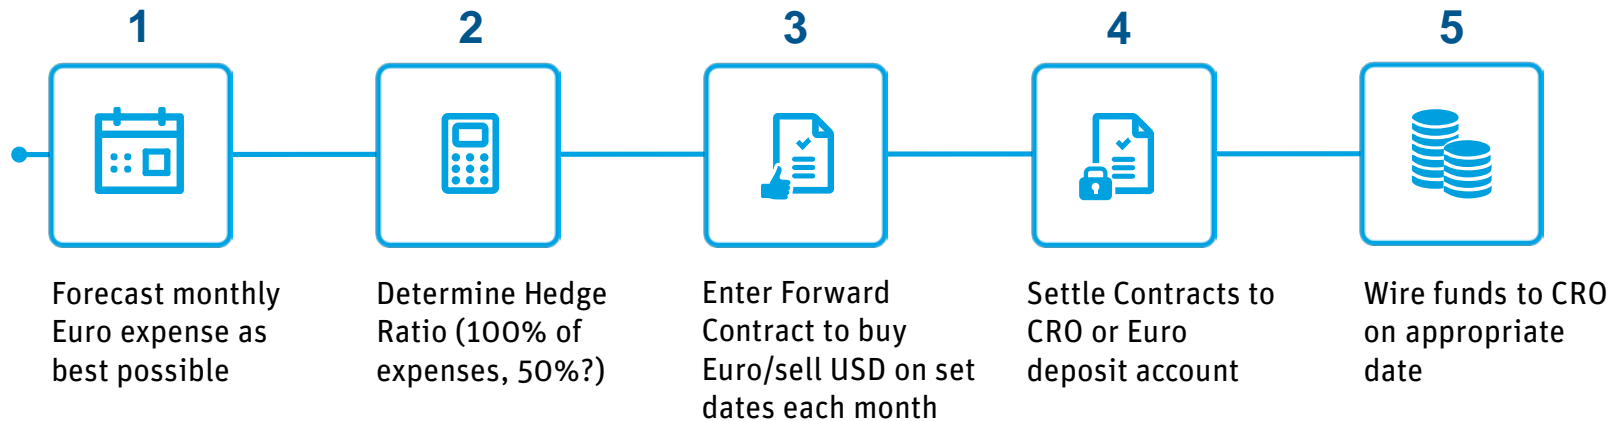 1
Forecast monthly
Euro expense as
best possible
2
Determine Hedge
Ratio (100% of
expenses, 50%?)
3
Enter Forward
Contract to buy
Euro/sell USD on set
dates each month
4
Settle Contracts to
CRO or Euro
deposit account
5
Wire funds to CRO
on appropriate
date